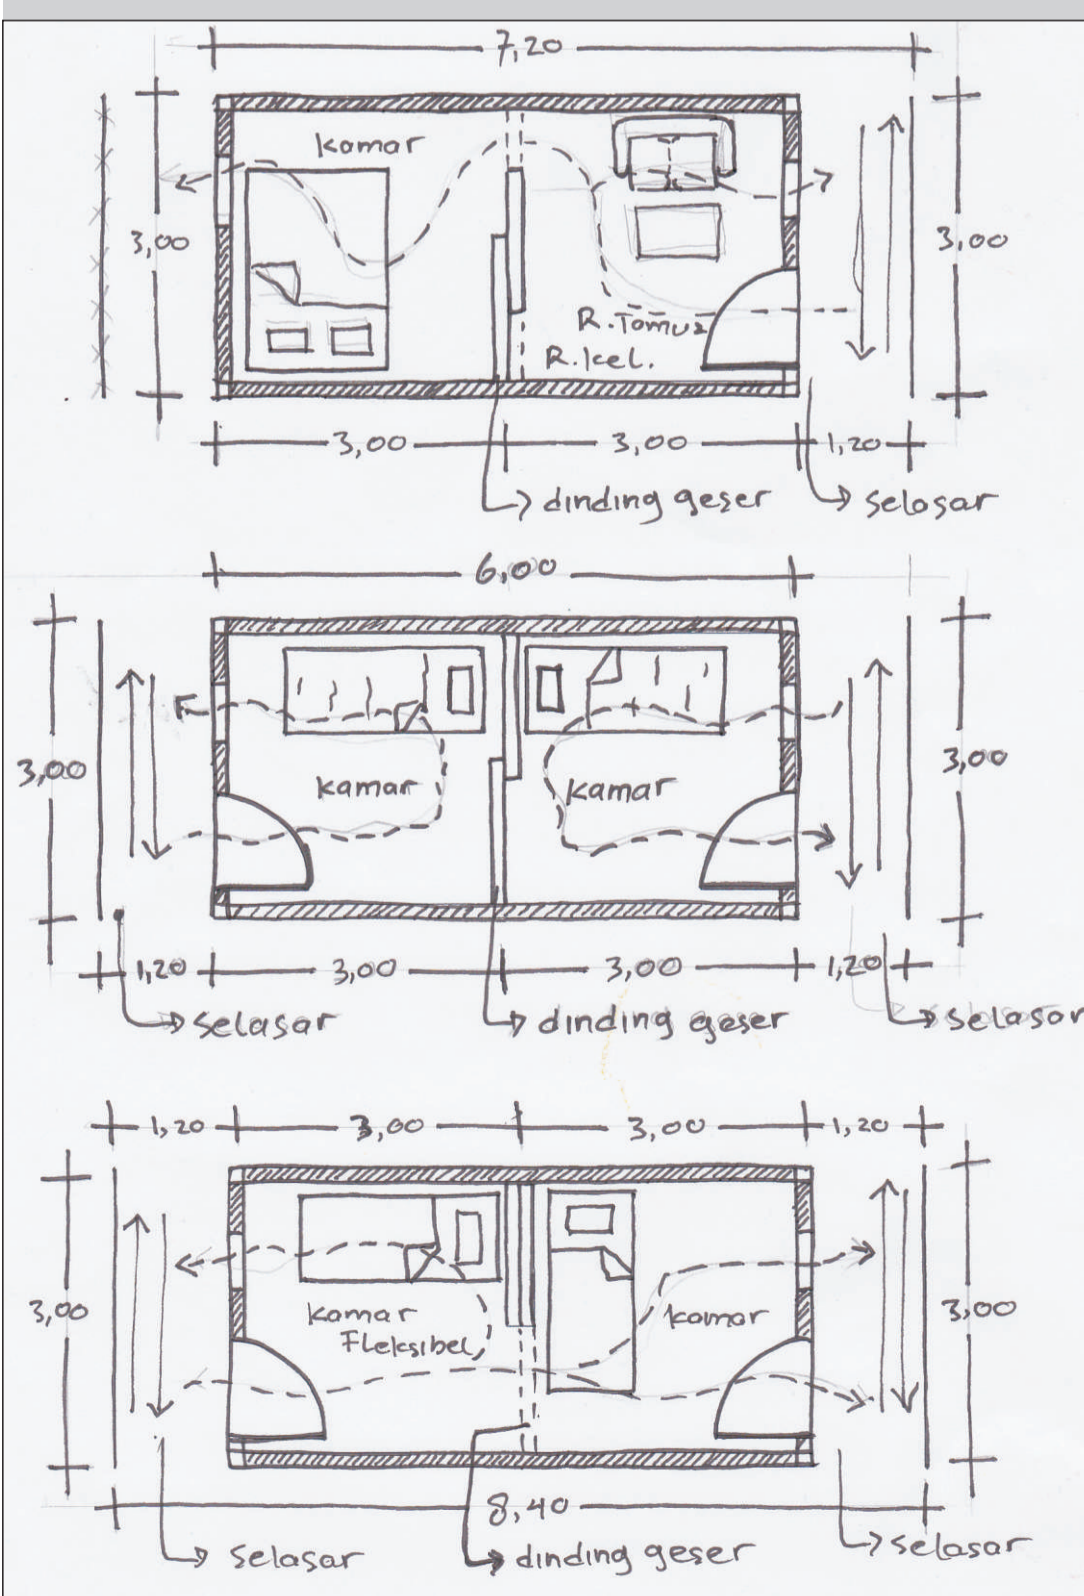 7,20
3,00
kamar
3,00
R.Tamu &
R.kel.
3,00
3,00
1,20
dinding geser
selasar
6,00
3,00
kamar
kamar
3,00
1,20
3,00
3,00
1,20
selasar
dinding geser
selasar
1,20
3,00
3,00
1,20
3,00
kamar
Fleksibel
kamar
3,00
8,40
selasar
dinding geser
selasar